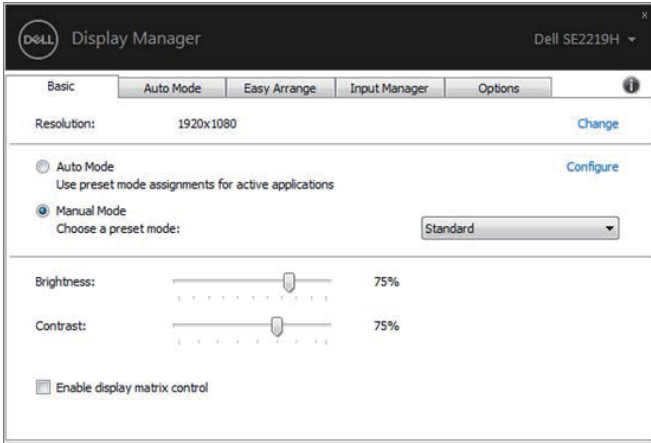 DELL Display Manager
x
Dell SE2219H
Basic Auto Mode Easy Arrange Input Manager Options i
Resolution: 1920x1080 Change
Auto Mode Configure
Use preset mode assignments for active applications
Manual Mode
Choose a preset mode: Standard
Brightness: 75%
Contrast: 75%
Enable display matrix control